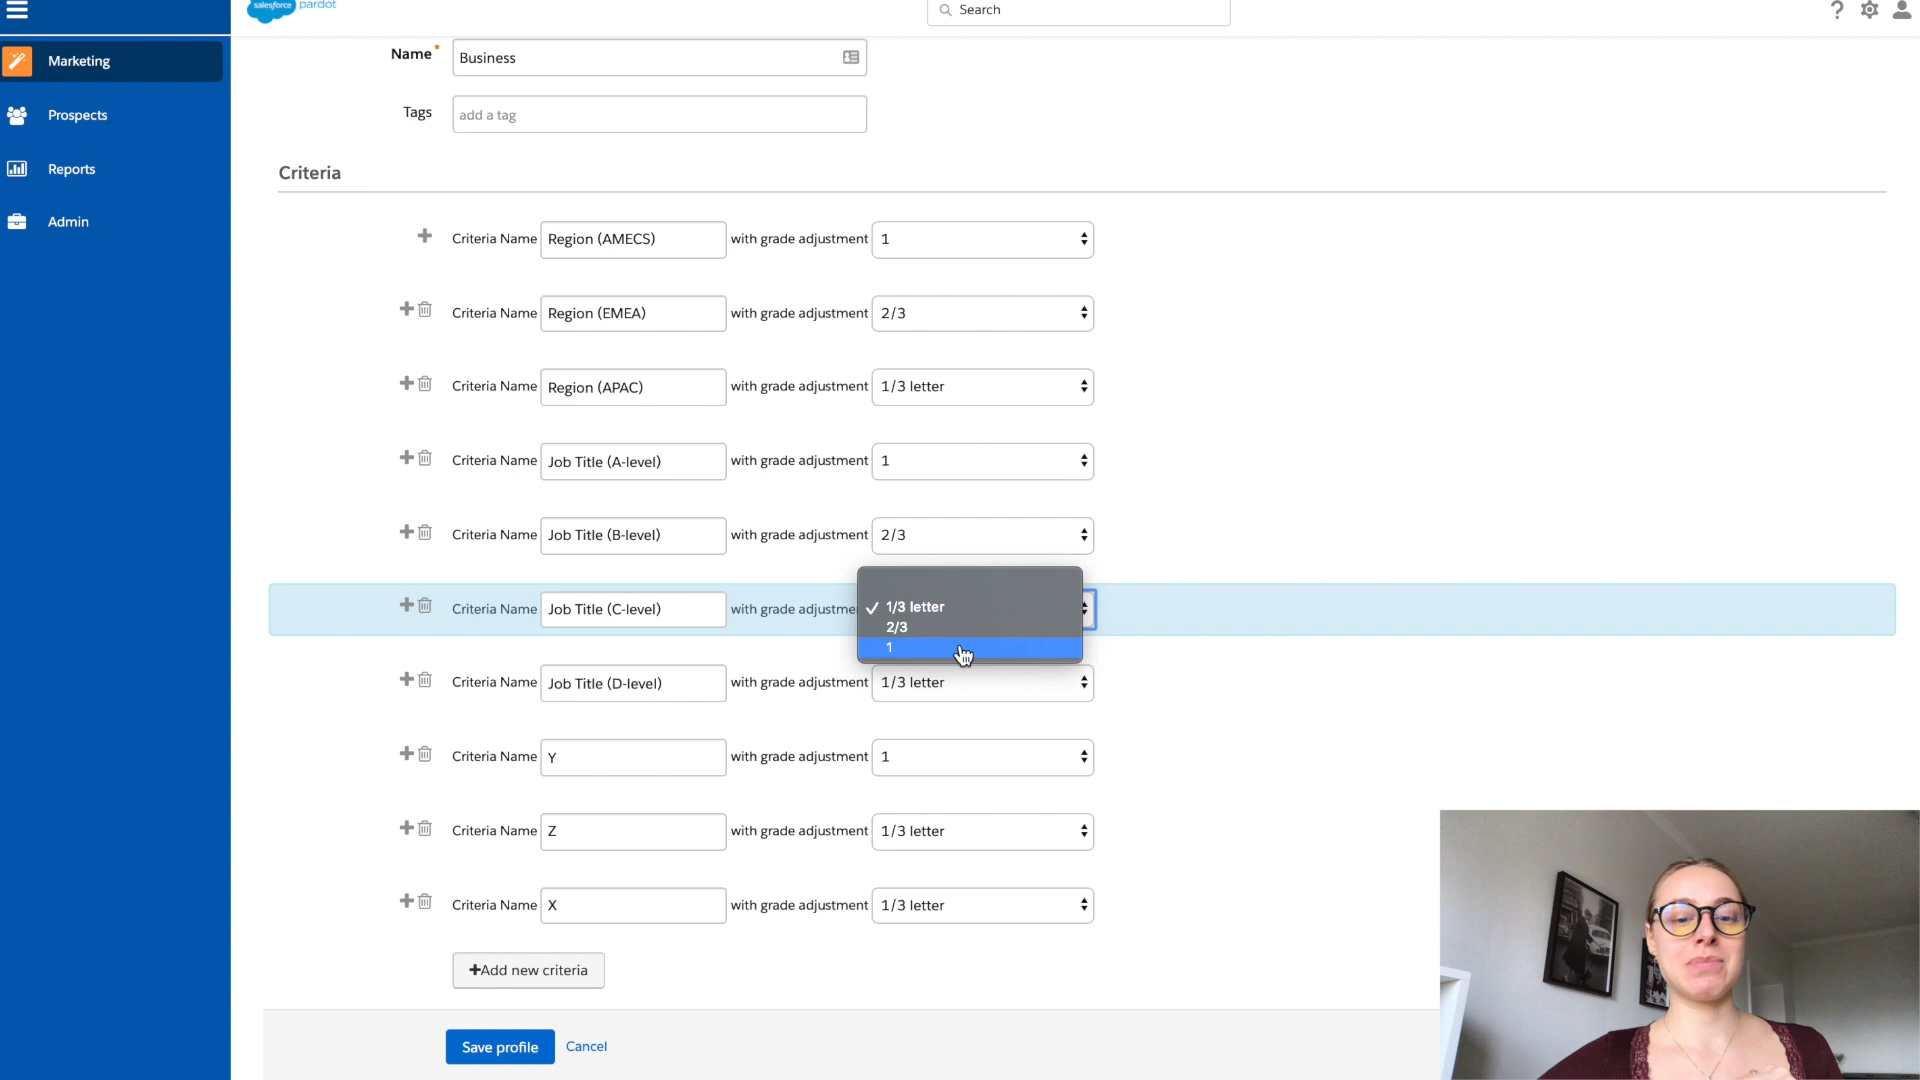 salesforce pardot
Search
Marketing
Prospects
Reports
Admin
Name* Business
Tags add a tag
Criteria
Criteria Name Region (AMECS) with grade adjustment 1
Criteria Name Region (EMEA) with grade adjustment 2/3
Criteria Name Region (APAC) with grade adjustment 1/3 letter
Criteria Name Job Title (A-level) with grade adjustment 1
Criteria Name Job Title (B-level) with grade adjustment 2/3
Criteria Name Job Title (C-level) with grade adjustme
✓ 1/3 letter
2/3
1
Criteria Name Job Title (D-level) with grade adjustment 1/3 letter
Criteria Name Y with grade adjustment 1
Criteria Name Z with grade adjustment 1/3 letter
Criteria Name X with grade adjustment 1/3 letter
+Add new criteria
Save profile Cancel